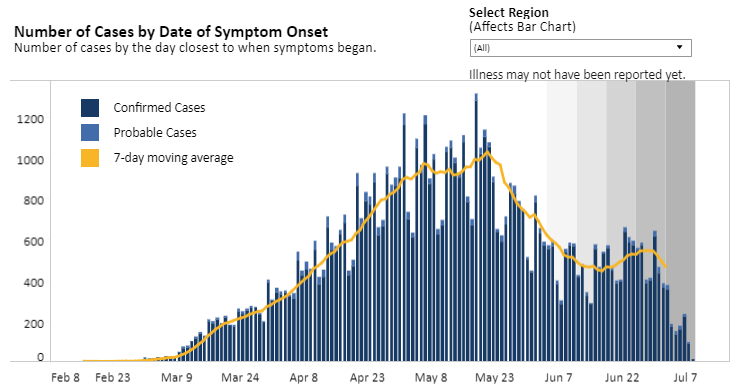 Select Region
(Affects Bar Chart)
Number of Cases by Date of Symptom Onset
Number of cases by the day closest to when symptoms began.
(All)
Illness may not have been reported yet.
Confirmed Cases
Probable Cases
7-day moving average
1200
1000
800
600
400
200
0
Feb 8 Feb 23 Mar 9 Mar 24 Apr 8 Apr 23 May 8 May 23 Jun 7 Jun 22 Jul 7